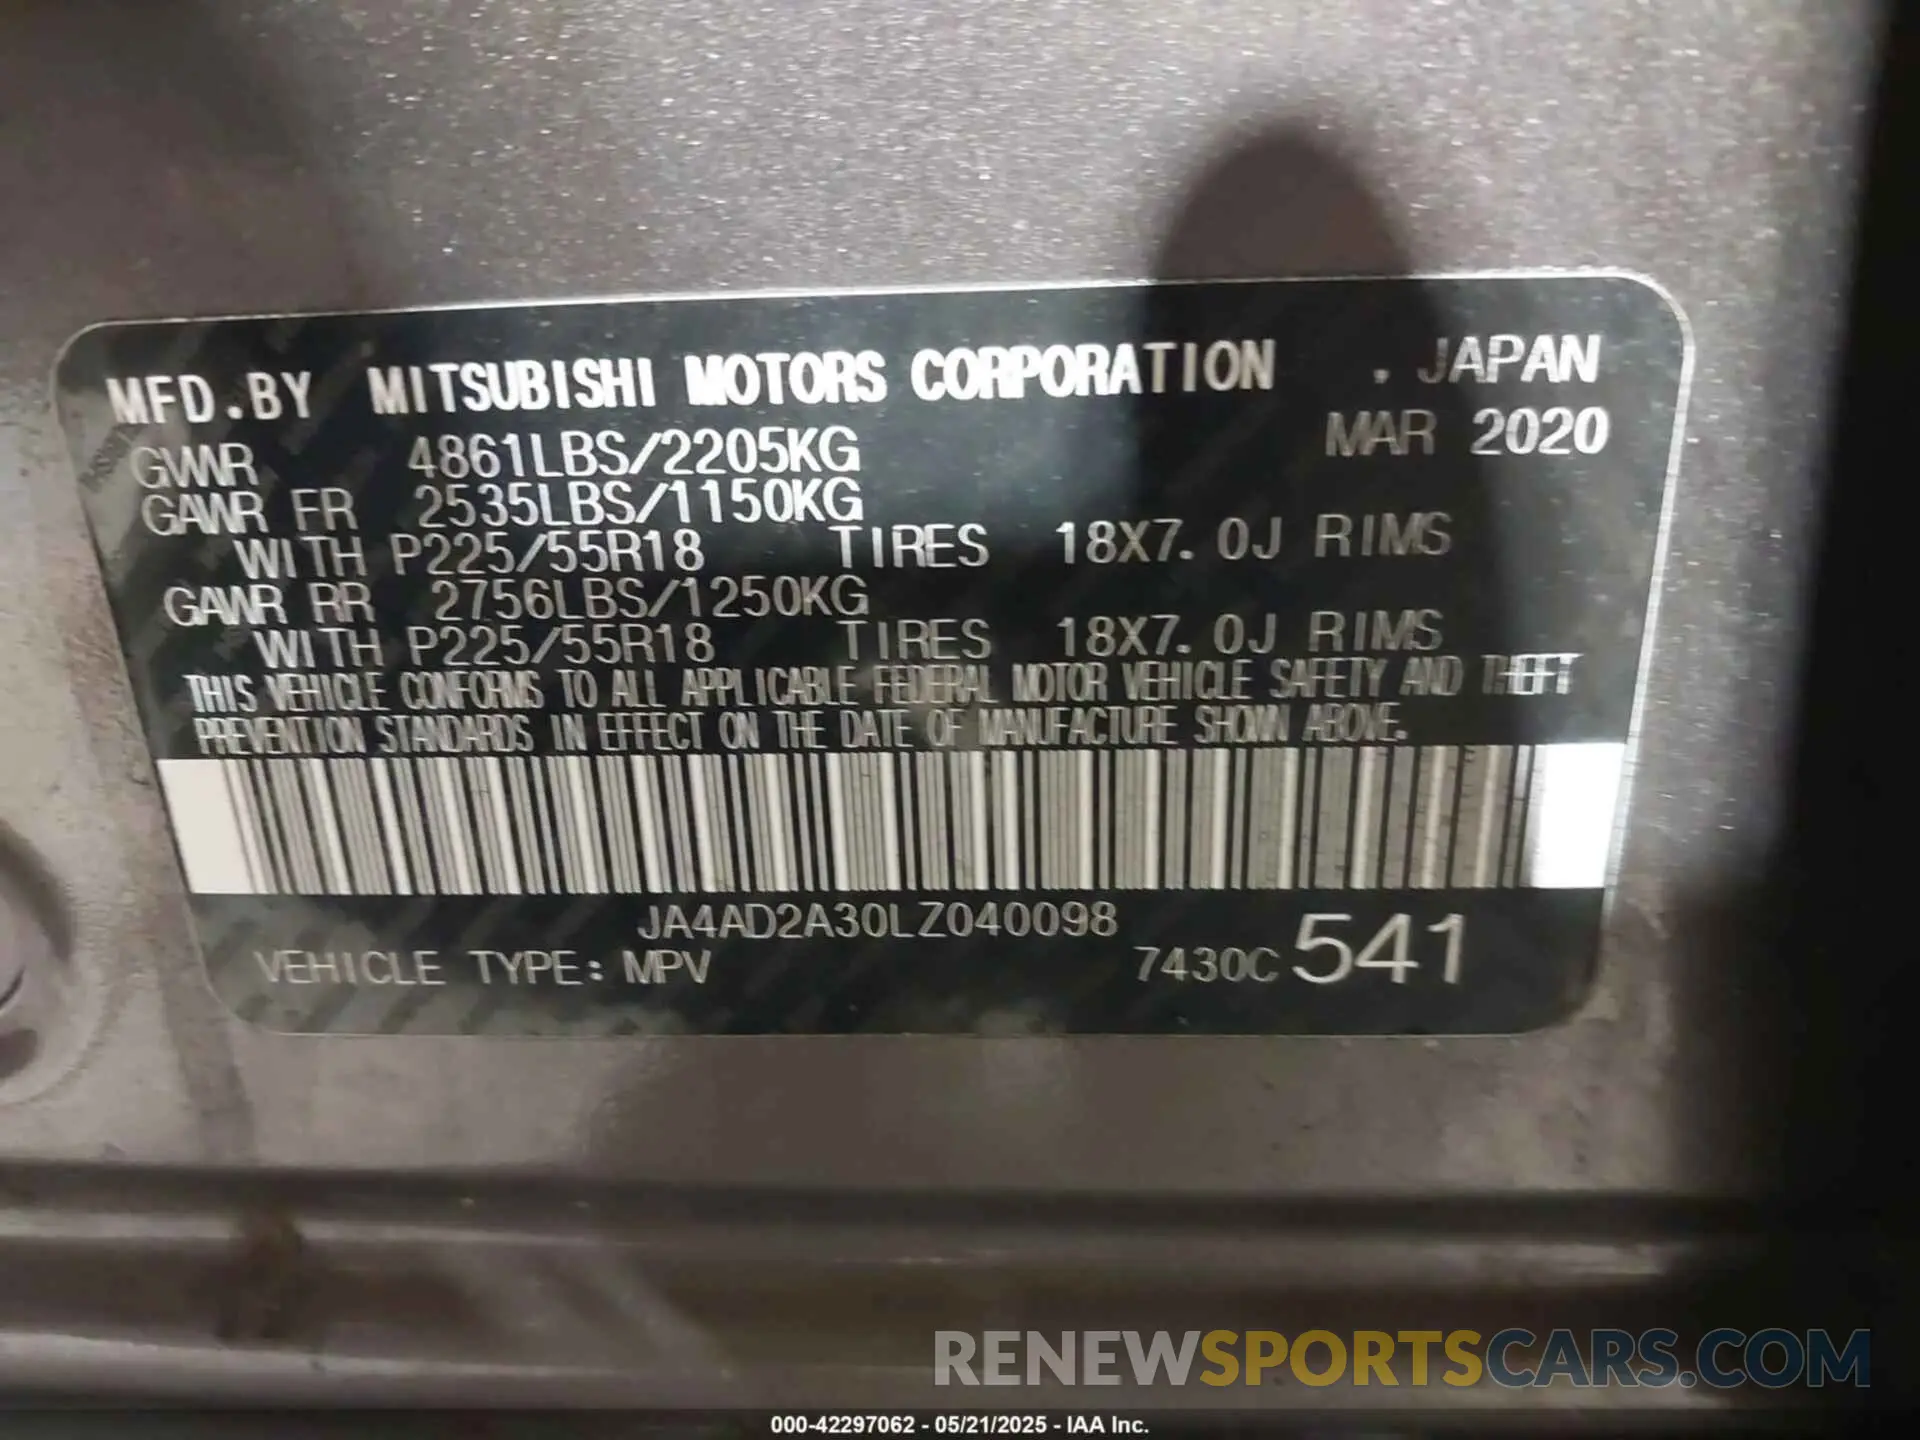 MFD.BY MITSUBISHI MOTORS CORPORATION , JAPAN
GVWR 4861LBS/2205KG MAR 2020
GAWR FR 2535LBS/1150KG
WITH P225/55R18 TIRES 18X7.0J RIMS
GAWR RR 2756LBS/1250KG
WITH P225/55R18 TIRES 18X7.0J RIMS
THIS VEHICLE CONFORMS TO ALL APPLICABLE FEDERAL MOTOR VEHICLE SAFETY AND THEFT
PREVENTION STANDARDS IN EFFECT ON THE DATE OF MANUFACTURE SHOWN ABOVE.
JA4AD2A30LZ040098
VEHICLE TYPE: MPV 7430C 541
RENEWSPORTSCARS.COM
000-42297062 - 05/21/2025 - IAA Inc.